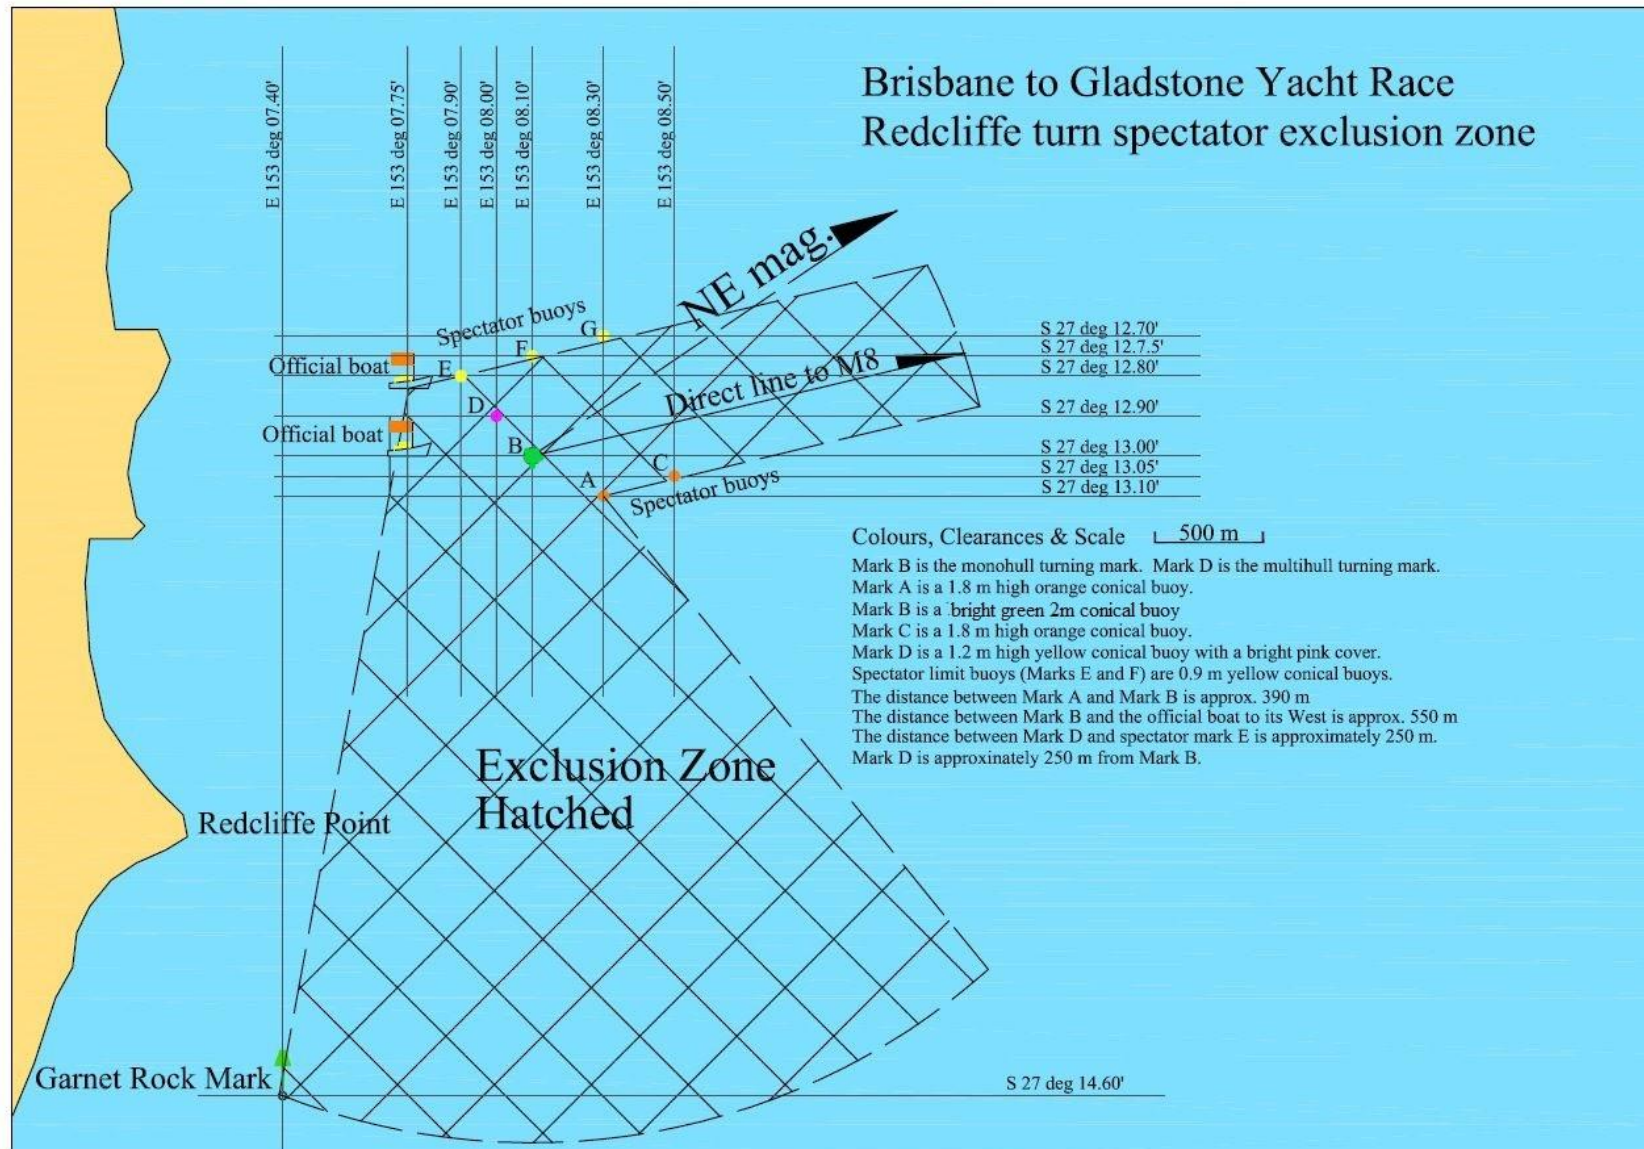 E 153 deg 07.40'
E 153 deg 07.75'
E 153 deg 07.90'
E 153 deg 08.00'
E 153 deg 08.10'
E 153 deg 08.30'
E 153 deg 08.50'
Brisbane to Gladstone Yacht Race
Redcliffe turn spectator exclusion zone
NE mag.
Spectator buoys
G
F
E
D
B
A
C
Official boat
Official boat
Direct line to M8
Spectator buoys
S 27 deg 12.70'
S 27 deg 12.7.5'
S 27 deg 12.80'
S 27 deg 12.90'
S 27 deg 13.00'
S 27 deg 13.05'
S 27 deg 13.10'
Colours, Clearances & Scale 500 m
Mark B is the monohull turning mark. Mark D is the multihull turning mark.
Mark A is a 1.8 m high orange conical buoy.
Mark B is a bright green 2m conical buoy
Mark C is a 1.8 m high orange conical buoy.
Mark D is a 1.2 m high yellow conical buoy with a bright pink cover.
Spectator limit buoys (Marks E and F) are 0.9 m yellow conical buoys.
The distance between Mark A and Mark B is approx. 390 m
The distance between Mark B and the official boat to its West is approx. 550 m
The distance between Mark D and spectator mark E is approximately 250 m.
Mark D is approxinately 250 m from Mark B.
Exclusion Zone
Hatched
Redcliffe Point
Garnet Rock Mark
S 27 deg 14.60'